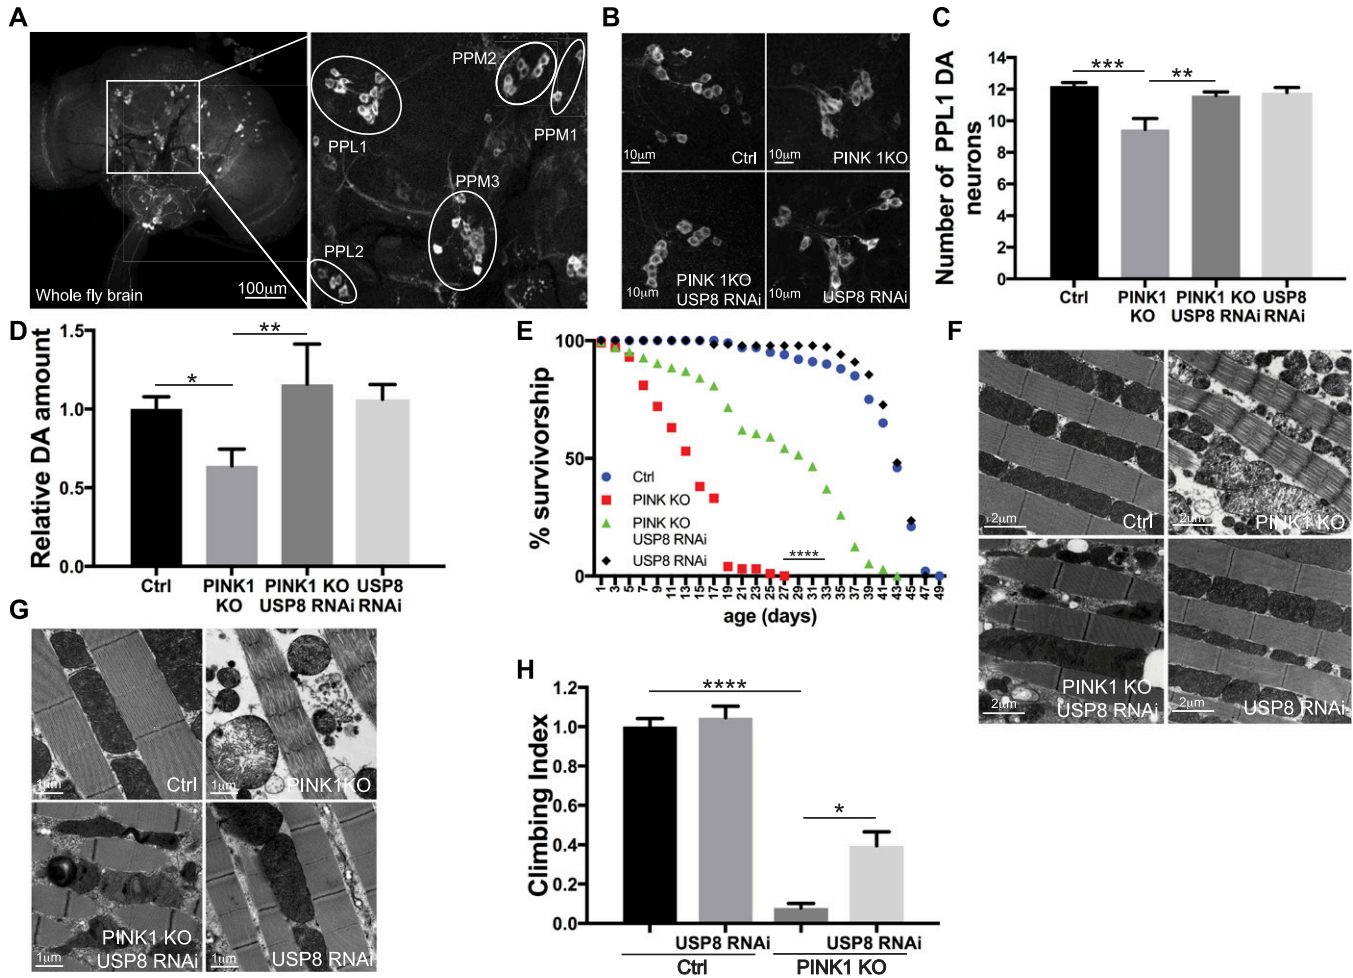 A
PPM2
PPL1
PPM1
PPM3
PPL2
Whole fly brain
100μm
B
10μm
Ctrl
10μm
PINK 1KO
10μm
PINK 1KO
USP8 RNAi
10μm
USP8 RNAi
C
Number of PPL1 DA
neurons
14
12
10
8
6
4
2
0
***
**
Ctrl
PINK1
KO
PINK1 KO
USP8 RNAi
USP8
RNAi
D
Relative DA amount
1.5
1.0
0.5
0.0
*
**
Ctrl
PINK1
KO
PINK1 KO
USP8 RNAi
USP8
RNAi
E
% survivorship
100
50
0
Ctrl
PINK KO
PINK KO
USP8 RNAi
USP8 RNAi
****
1 3 5 7 9 11 13 15 17 19 21 23 25 27 29 31 33 35 37 39 41 43 45 47 49
age (days)
F
2μm
Ctrl
2μm
PINK1 KO
2μm
PINK1 KO
USP8 RNAi
2μm
USP8 RNAi
G
1μm
Ctrl
1μm
PINK1KO
1μm
PINK1 KO
USP8 RNAi
1μm
USP8 RNAi
H
Climbing Index
1.2
1.0
0.8
0.6
0.4
0.2
0.0
****
*
USP8 RNAi
USP8 RNAi
Ctrl
PINK1 KO